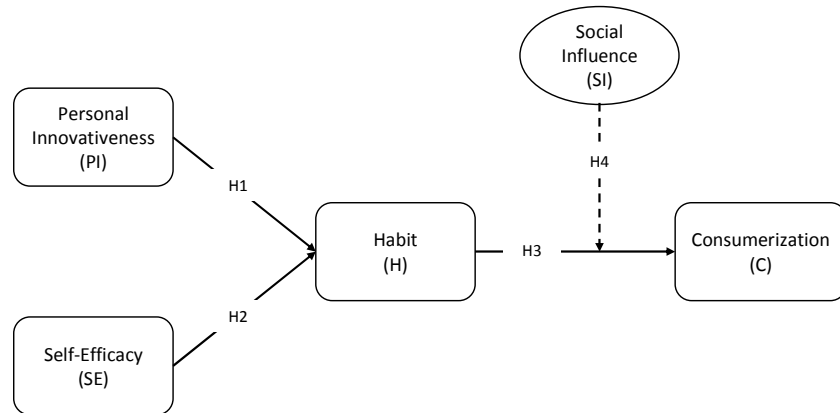 Social
Influence
(SI)
Personal
Innovativeness
(PI)
H4
H1
Habit
(H)
H3
Consumerization
(C)
H2
Self-Efficacy
(SE)